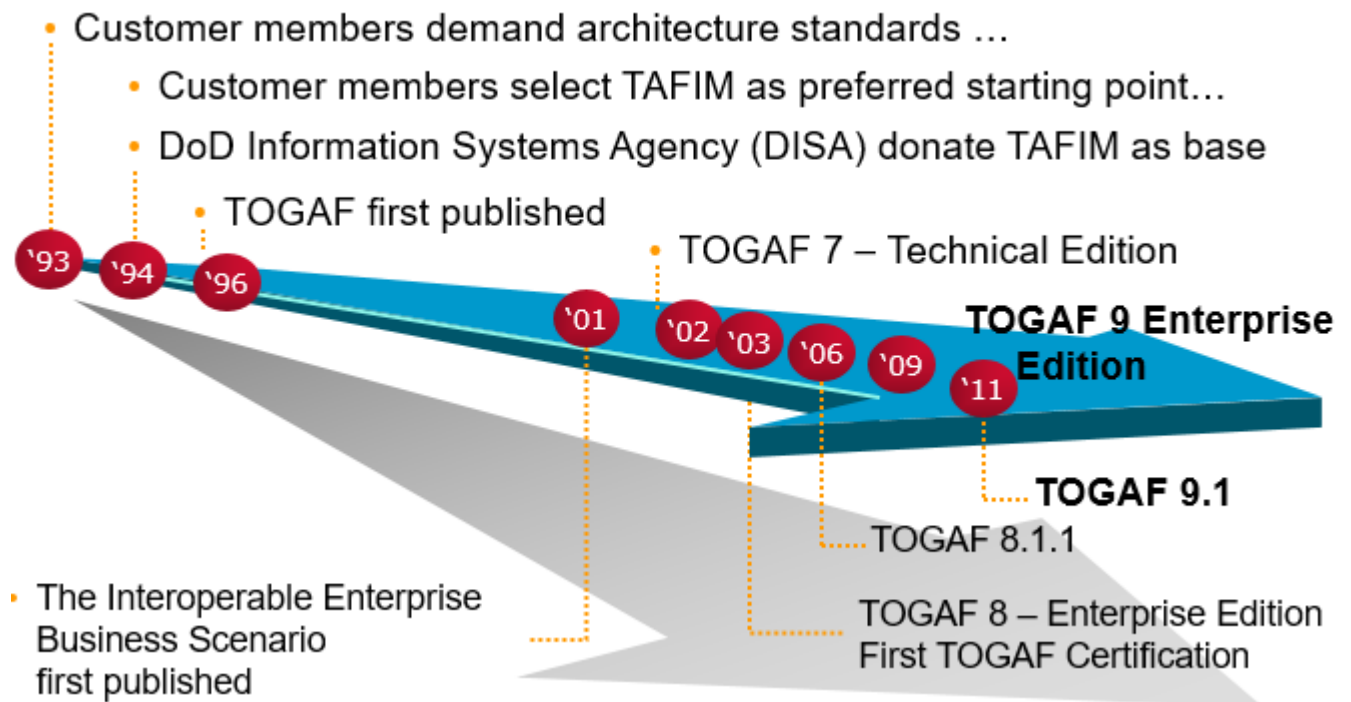 • Customer members demand architecture standards …
• Customer members select TAFIM as preferred starting point…
• DoD Information Systems Agency (DISA) donate TAFIM as base
• TOGAF first published
• TOGAF 7 – Technical Edition
‘93
‘94
‘96
‘01
‘02
‘03
‘06
‘09
‘11
TOGAF 9 Enterprise
Edition
TOGAF 9.1
TOGAF 8.1.1
• The Interoperable Enterprise
Business Scenario
first published
TOGAF 8 – Enterprise Edition
First TOGAF Certification